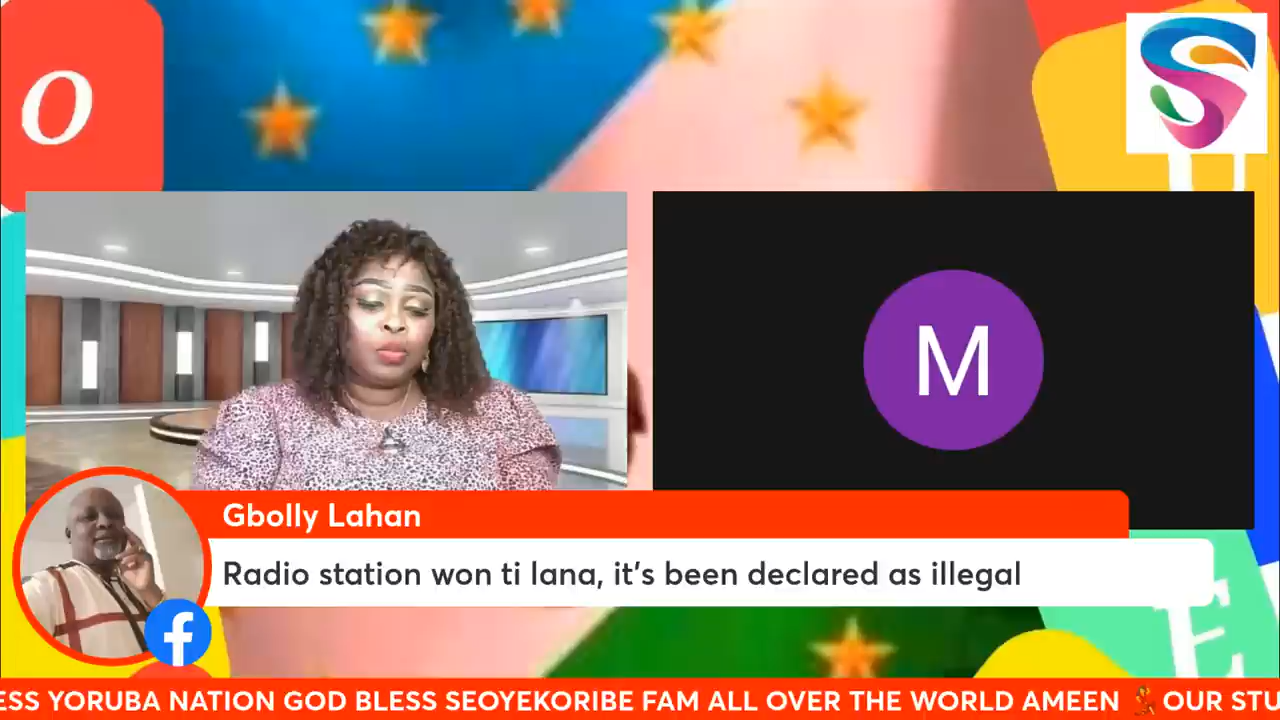 O
S
U
M
Gbolly Lahan
Radio station won ti lana, it's been declared as illegal
E
ESS YORUBA NATION GOD BLESS SEOYEKORIBE FAM ALL OVER THE WORLD AMEEN 💃 OUR STU